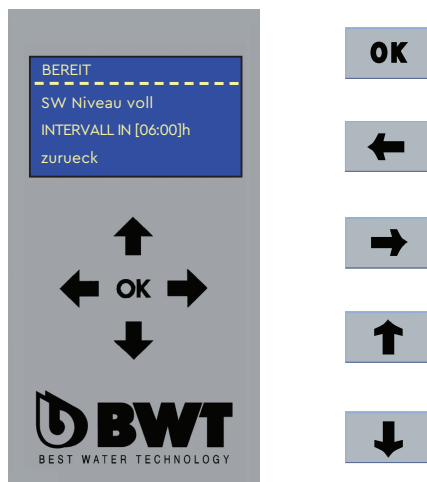 BEREIT
SW Niveau voll
INTERVALL IN [06:00]h
zurueck
OK
BWT
BEST WATER TECHNOLOGY
OK